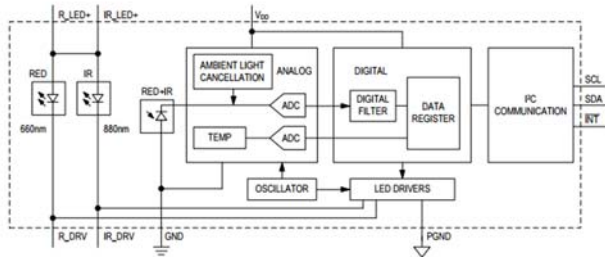 R_LED+ IR_LED+ VDD
AMBIENT LIGHT
CANCELLATION
ANALOG
DIGITAL
RED
IR
RED+IR
ADC
DIGITAL
FILTER
DATA
REGISTER
I²C
COMMUNICATION
SCL
SDA
INT
660nm
880nm
TEMP
ADC
OSCILLATOR
LED DRIVERS
R_DRV IR_DRV GND PGND